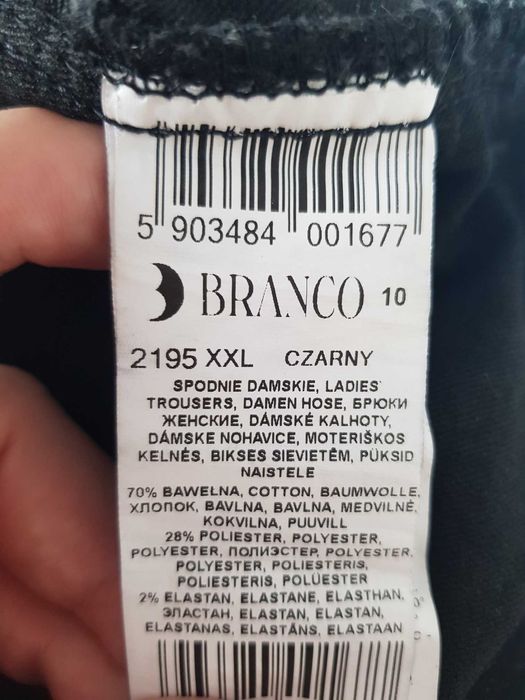 5 903484 001677
BRANCO 10
2195 XXL CZARNY
SPODNIE DAMSKIE, LADIES'
TROUSERS, DAMEN HOSE, БРЮКИ
ЖЕНСКИЕ, DÁMSKÉ KALHOTY,
DÁMSKE NOHAVICE, MOTERIŠKOS
KELNĖS, BIKSES SIEVIETĒM, PÜKSID
NAISTELE
70% BAWEŁNA, COTTON, BAUMWOLLE,
ХЛОПОК, BAVLNA, BAVLNA, MEDVILNĖ,
KOKVILNA, PUUVILL
28% POLIESTER, POLYESTER,
POLYESTER, ПОЛИЭСТЕР, POLYESTER,
POLYESTER, POLIESTERIS,
POLIESTERIS, POLÜESTER
2% ELASTAN, ELASTANE, ELASTHAN,
ЭЛАСТАН, ELASTAN, ELASTAN,
ELASTANAS, ELASTĀNS, ELASTAAN